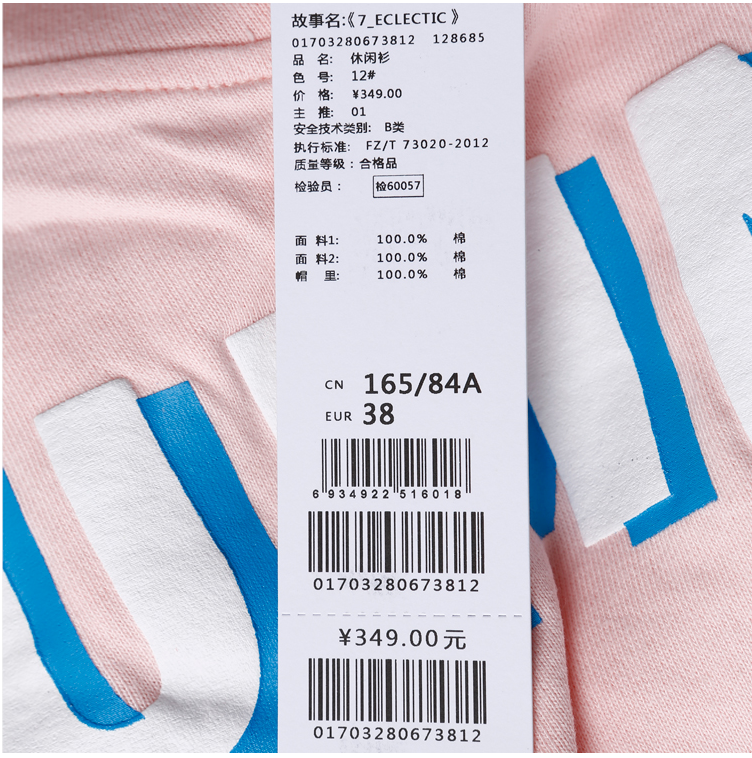 故事名:《7_ECLECTIC》
01703280673812 128685
品 名: 休闲衫
色 号: 12#
价 格: ¥349.00
主 推: 01
安全技术类别: B类
执行标准: FZ/T 73020-2012
质量等级：合格品
检验员： 检60057
面 料1: 100.0% 棉
面 料2: 100.0% 棉
帽 里: 100.0% 棉
CN 165/84A
EUR 38
6 934922 516018
01703280673812
¥349.00元
01703280673812